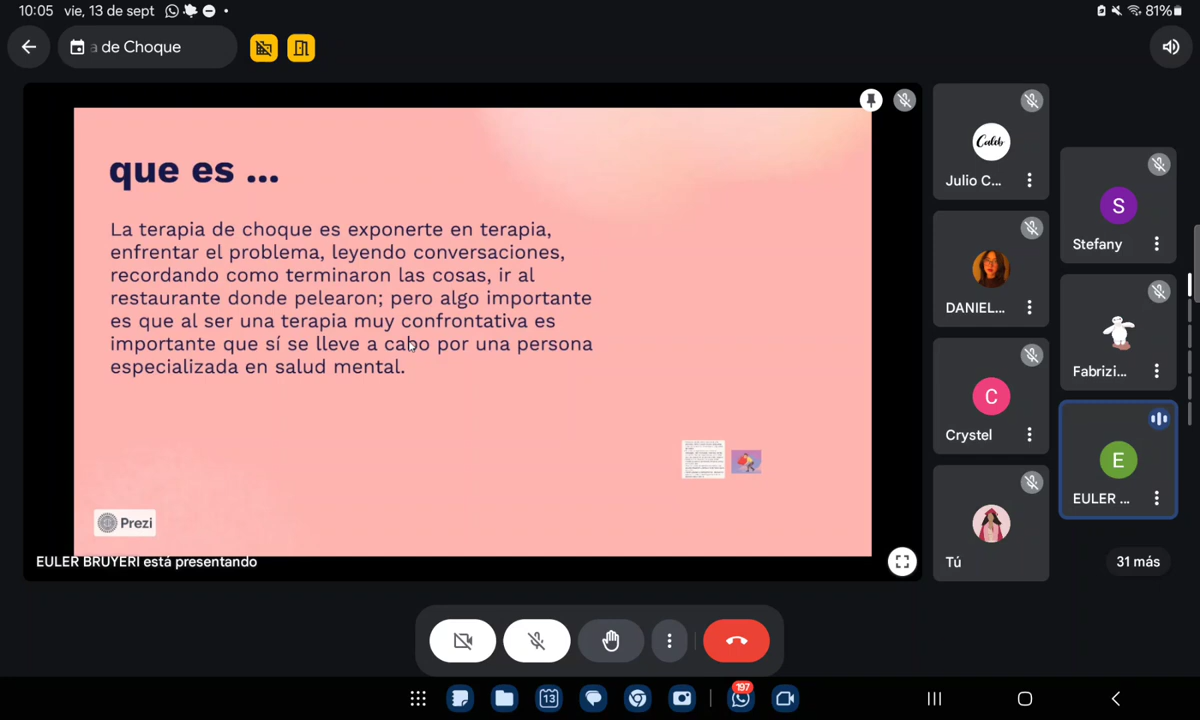 10:05 vie, 13 de sept
81%
a de Choque
que es ...
La terapia de choque es exponerte en terapia,
enfrentar el problema, leyendo conversaciones,
recordando como terminaron las cosas, ir al
restaurante donde pelearon; pero algo importante
es que al ser una terapia muy confrontativa es
importante que sí se lleve a cabo por una persona
especializada en salud mental.
Prezi
EULER BRUYERI está presentando
Caleb
Julio C...
DANIEL...
C
Crystel
Tú
S
Stefany
Fabrizi...
E
EULER ...
31 más
13
197